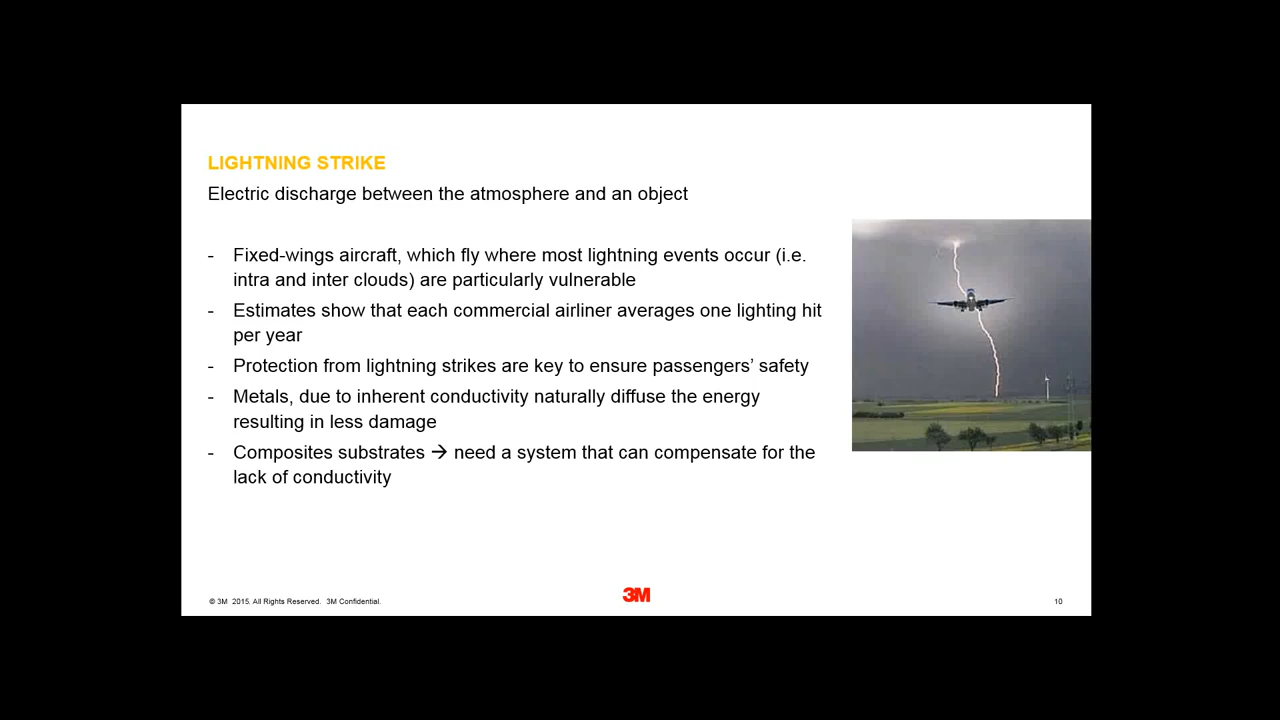 LIGHTNING STRIKE
Electric discharge between the atmosphere and an object
- Fixed-wings aircraft, which fly where most lightning events occur (i.e.
intra and inter clouds) are particularly vulnerable
- Estimates show that each commercial airliner averages one lighting hit
per year
- Protection from lightning strikes are key to ensure passengers’ safety
- Metals, due to inherent conductivity naturally diffuse the energy
resulting in less damage
- Composites substrates → need a system that can compensate for the
lack of conductivity
© 3M 2015. All Rights Reserved. 3M Confidential.
3M
10